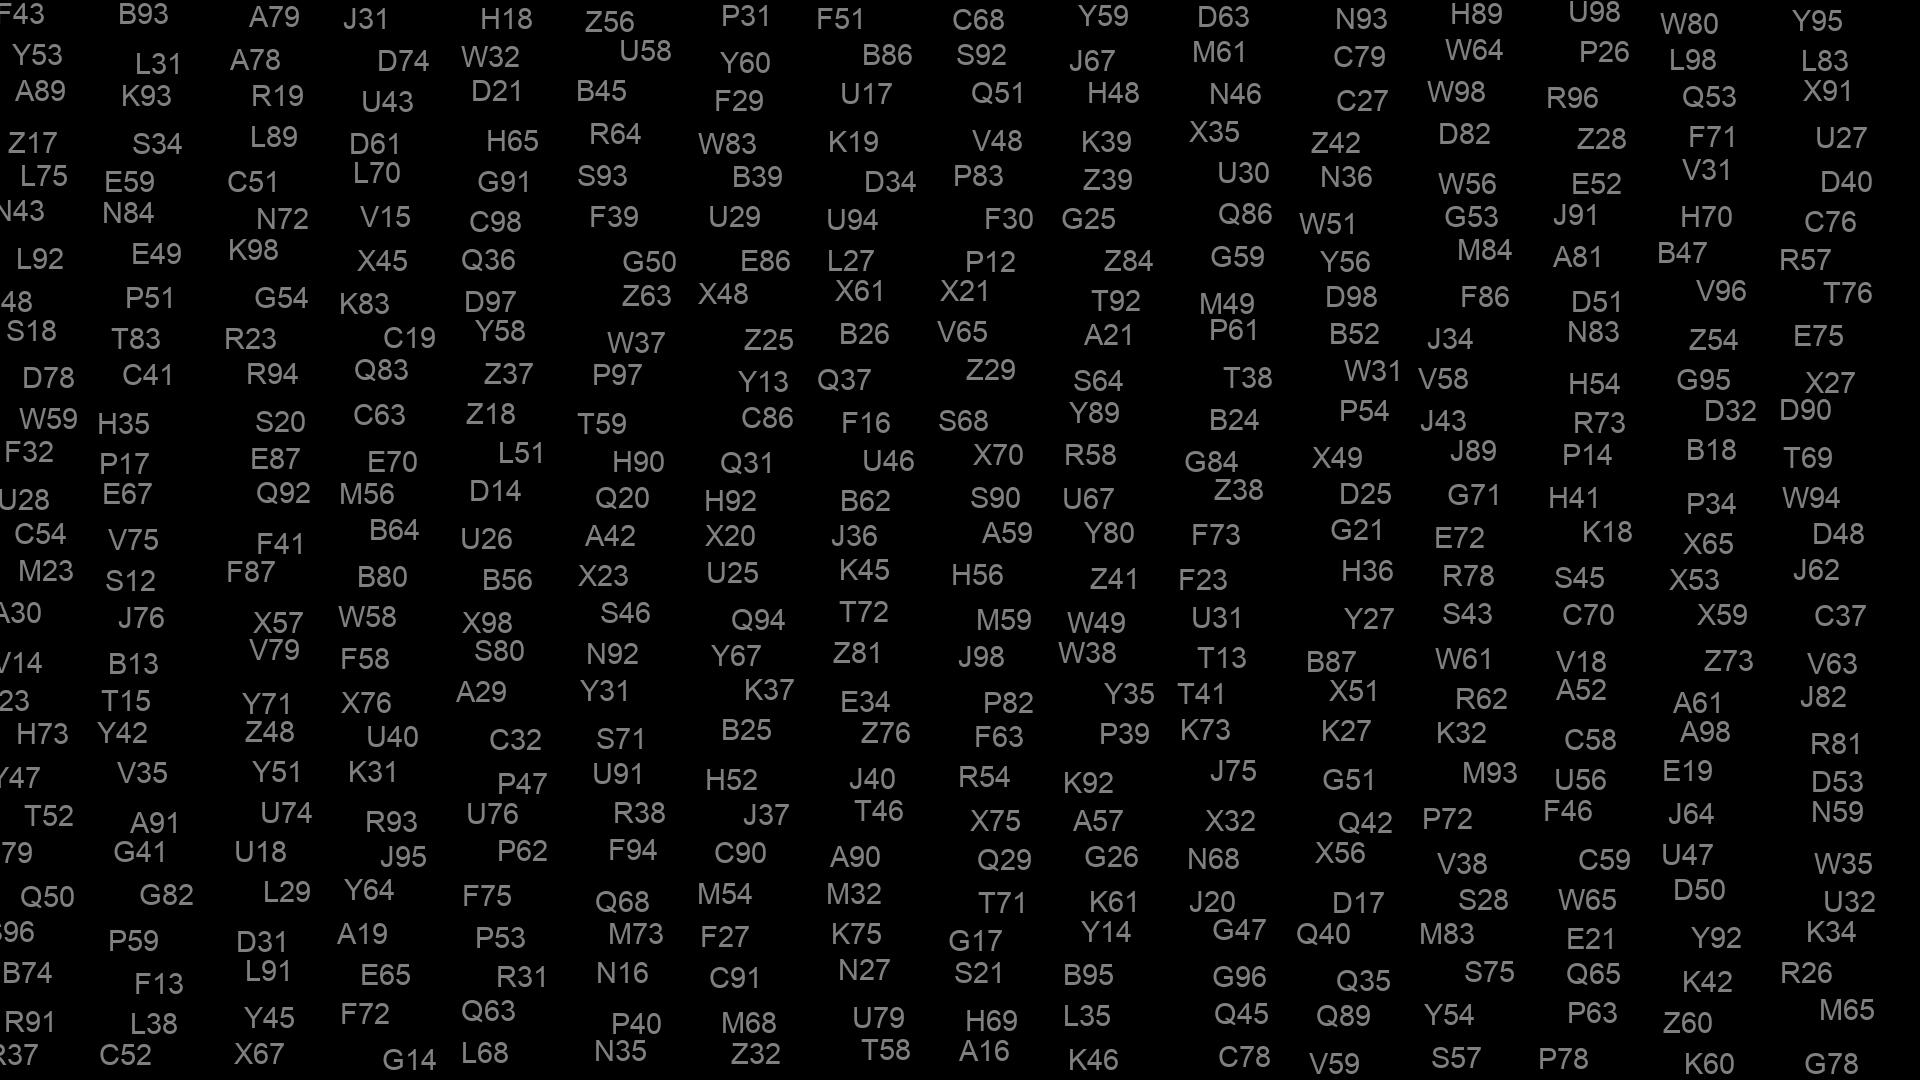 F43 B93 A79 J31 H18 Z56 P31 F51 C68 Y59 D63 N93 H89 U98 W80 Y95
Y53 L31 A78 D74 W32 U58 Y60 B86 S92 J67 M61 C79 W64 P26 L98 L83
A89 K93 R19 U43 D21 B45 F29 U17 Q51 H48 N46 C27 W98 R96 Q53 X91
Z17 S34 L89 D61 H65 R64 W83 K19 V48 K39 X35 Z42 D82 Z28 F71 U27
L75 E59 C51 L70 G91 S93 B39 D34 P83 Z39 U30 N36 W56 E52 V31 D40
N43 N84 N72 V15 C98 F39 U29 U94 F30 G25 Q86 W51 G53 J91 H70 C76
L92 E49 K98 X45 Q36 G50 E86 L27 P12 Z84 G59 Y56 M84 A81 B47 R57
48 P51 G54 K83 D97 Z63 X48 X61 X21 T92 M49 D98 F86 D51 V96 T76
S18 T83 R23 C19 Y58 W37 Z25 B26 V65 A21 P61 B52 J34 N83 Z54 E75
D78 C41 R94 Q83 Z37 P97 Y13 Q37 Z29 S64 T38 W31 V58 H54 G95 X27
W59 H35 S20 C63 Z18 T59 C86 F16 S68 Y89 B24 P54 J43 R73 D32 D90
F32 P17 E87 E70 L51 H90 Q31 U46 X70 R58 G84 X49 J89 P14 B18 T69
U28 E67 Q92 M56 D14 Q20 H92 B62 S90 U67 Z38 D25 G71 H41 P34 W94
C54 V75 F41 B64 U26 A42 X20 J36 A59 Y80 F73 G21 E72 K18 X65 D48
M23 S12 F87 B80 B56 X23 U25 K45 H56 Z41 F23 H36 R78 S45 X53 J62
A30 J76 X57 W58 X98 S46 Q94 T72 M59 W49 U31 Y27 S43 C70 X59 C37
V14 B13 V79 F58 S80 N92 Y67 Z81 J98 W38 T13 B87 W61 V18 Z73 V63
23 T15 Y71 X76 A29 Y31 K37 E34 P82 Y35 T41 X51 R62 A52 A61 J82
H73 Y42 Z48 U40 C32 S71 B25 Z76 F63 P39 K73 K27 K32 C58 A98 R81
Y47 V35 Y51 K31 P47 U91 H52 J40 R54 K92 J75 G51 M93 U56 E19 D53
T52 A91 U74 R93 U76 R38 J37 T46 X75 A57 X32 Q42 P72 F46 J64 N59
79 G41 U18 J95 P62 F94 C90 A90 Q29 G26 N68 X56 V38 C59 U47 W35
Q50 G82 L29 Y64 F75 Q68 M54 M32 T71 K61 J20 D17 S28 W65 D50 U32
S96 P59 D31 A19 P53 M73 F27 K75 G17 Y14 G47 Q40 M83 E21 Y92 K34
B74 F13 L91 E65 R31 N16 C91 N27 S21 B95 G96 Q35 S75 Q65 K42 R26
R91 L38 Y45 F72 Q63 P40 M68 U79 H69 L35 Q45 Q89 Y54 P63 Z60 M65
R37 C52 X67 G14 L68 N35 Z32 T58 A16 K46 C78 V59 S57 P78 K60 G78